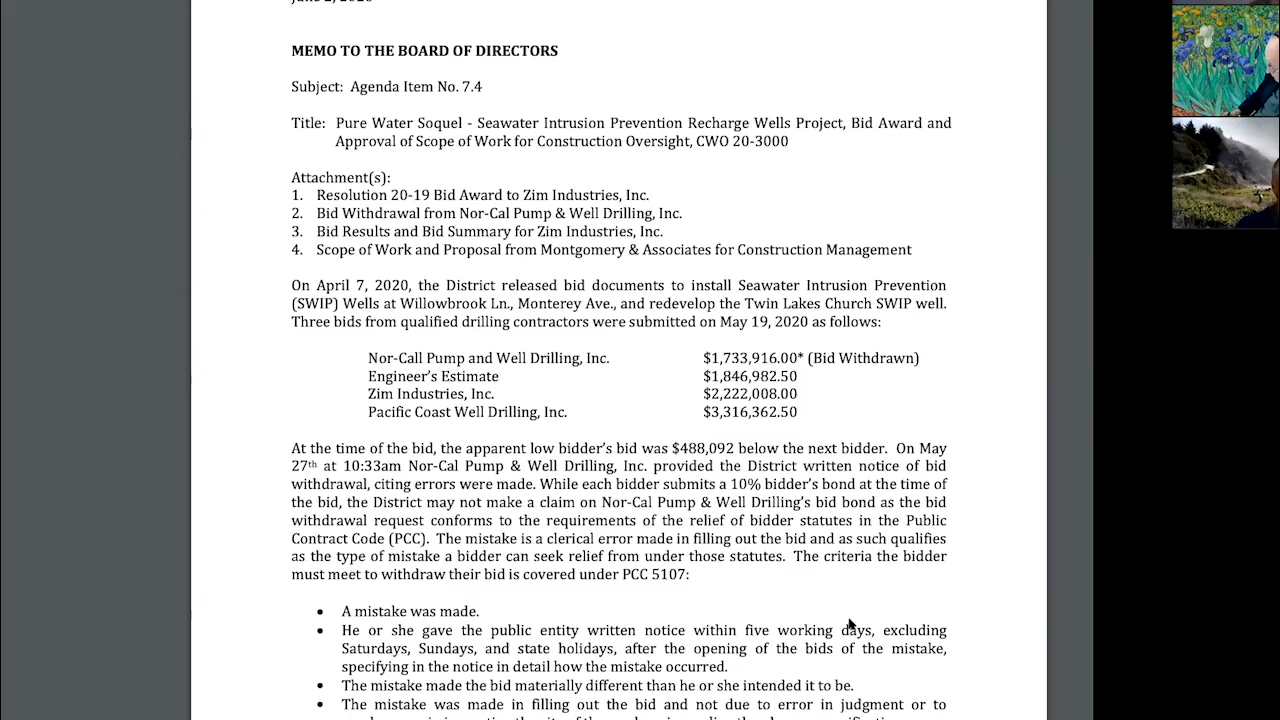 MEMO TO THE BOARD OF DIRECTORS
Subject: Agenda Item No. 7.4
Title: Pure Water Soquel - Seawater Intrusion Prevention Recharge Wells Project, Bid Award and
Approval of Scope of Work for Construction Oversight, CWO 20-3000
Attachment(s):
1. Resolution 20-19 Bid Award to Zim Industries, Inc.
2. Bid Withdrawal from Nor-Cal Pump & Well Drilling, Inc.
3. Bid Results and Bid Summary for Zim Industries, Inc.
4. Scope of Work and Proposal from Montgomery & Associates for Construction Management
On April 7, 2020, the District released bid documents to install Seawater Intrusion Prevention
(SWIP) Wells at Willowbrook Ln., Monterey Ave., and redevelop the Twin Lakes Church SWIP well.
Three bids from qualified drilling contractors were submitted on May 19, 2020 as follows:
Nor-Call Pump and Well Drilling, Inc. $1,733,916.00* (Bid Withdrawn)
Engineer's Estimate $1,846,982.50
Zim Industries, Inc. $2,222,008.00
Pacific Coast Well Drilling, Inc. $3,316,362.50
At the time of the bid, the apparent low bidder's bid was $488,092 below the next bidder. On May
27th at 10:33am Nor-Cal Pump & Well Drilling, Inc. provided the District written notice of bid
withdrawal, citing errors were made. While each bidder submits a 10% bidder's bond at the time of
the bid, the District may not make a claim on Nor-Cal Pump & Well Drilling's bid bond as the bid
withdrawal request conforms to the requirements of the relief of bidder statutes in the Public
Contract Code (PCC). The mistake is a clerical error made in filling out the bid and as such qualifies
as the type of mistake a bidder can seek relief from under those statutes. The criteria the bidder
must meet to withdraw their bid is covered under PCC 5107:
• A mistake was made.
• He or she gave the public entity written notice within five working days, excluding
Saturdays, Sundays, and state holidays, after the opening of the bids of the mistake,
specifying in the notice in detail how the mistake occurred.
• The mistake made the bid materially different than he or she intended it to be.
• The mistake was made in filling out the bid and not due to error in judgment or to